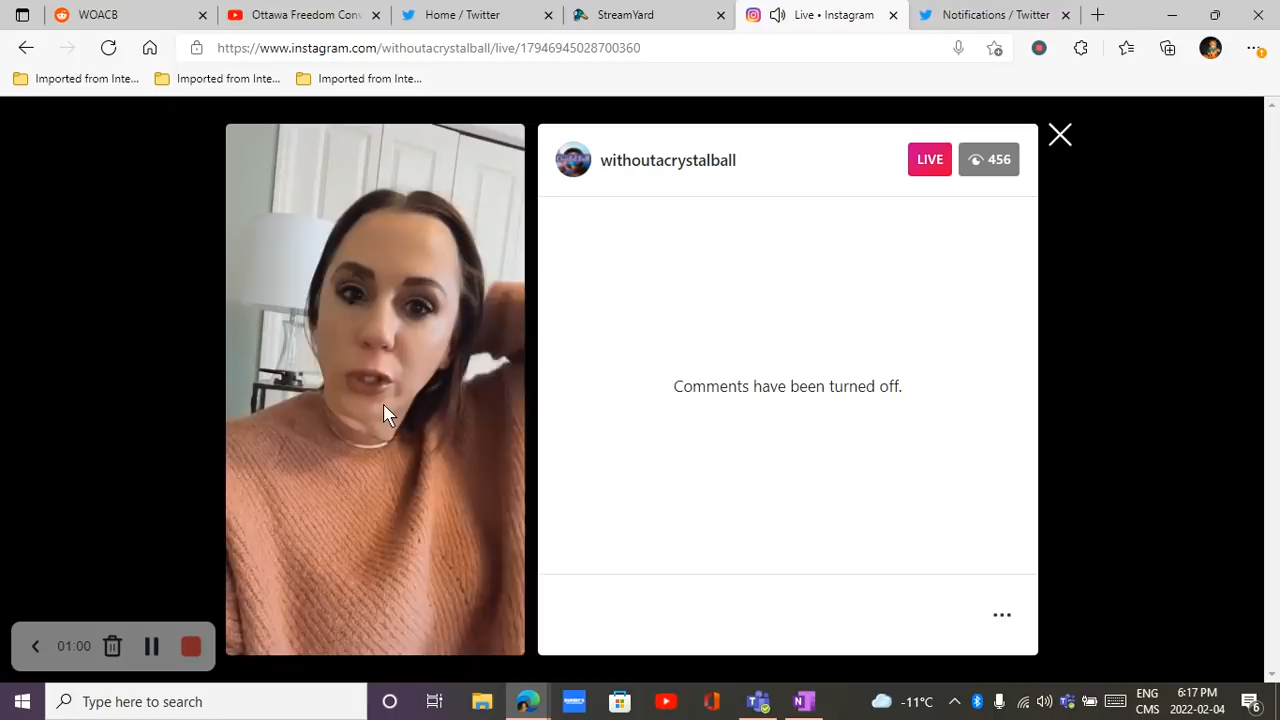 WOACB
Ottawa Freedom Con
Home / Twitter
StreamYard
Live • Instagram
Notifications / Twitter
https://www.instagram.com/withoutacrystalball/live/17946945028700360
Imported from Inte...
Imported from Inte...
Imported from Inte...
withoutacrystalball
LIVE
456
Comments have been turned off.
01:00
Type here to search
-11°C
ENG
CMS
6:17 PM
2022-02-04
6